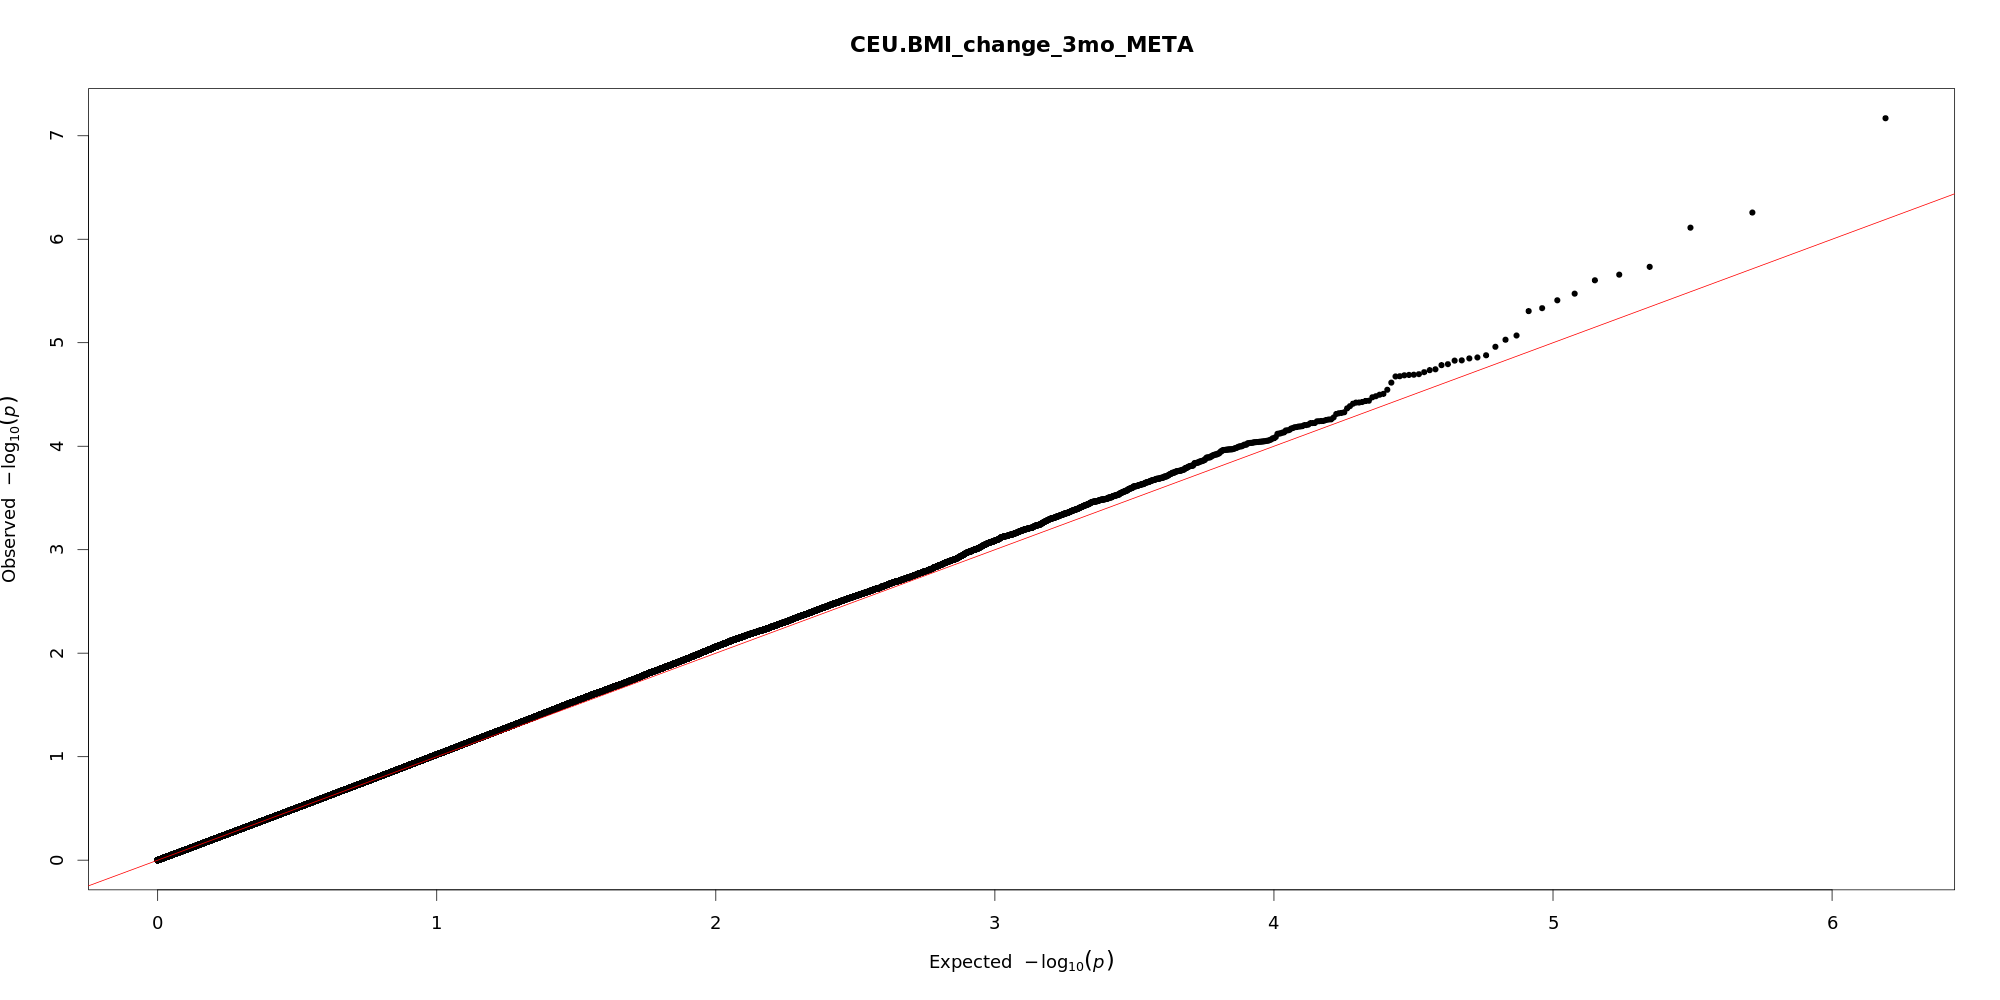 CEU.BMI_change_3mo_META
Observed −log10(p)
7
6
5
4
3
2
1
0
0 1 2 3 4 5 6
Expected −log10(p)